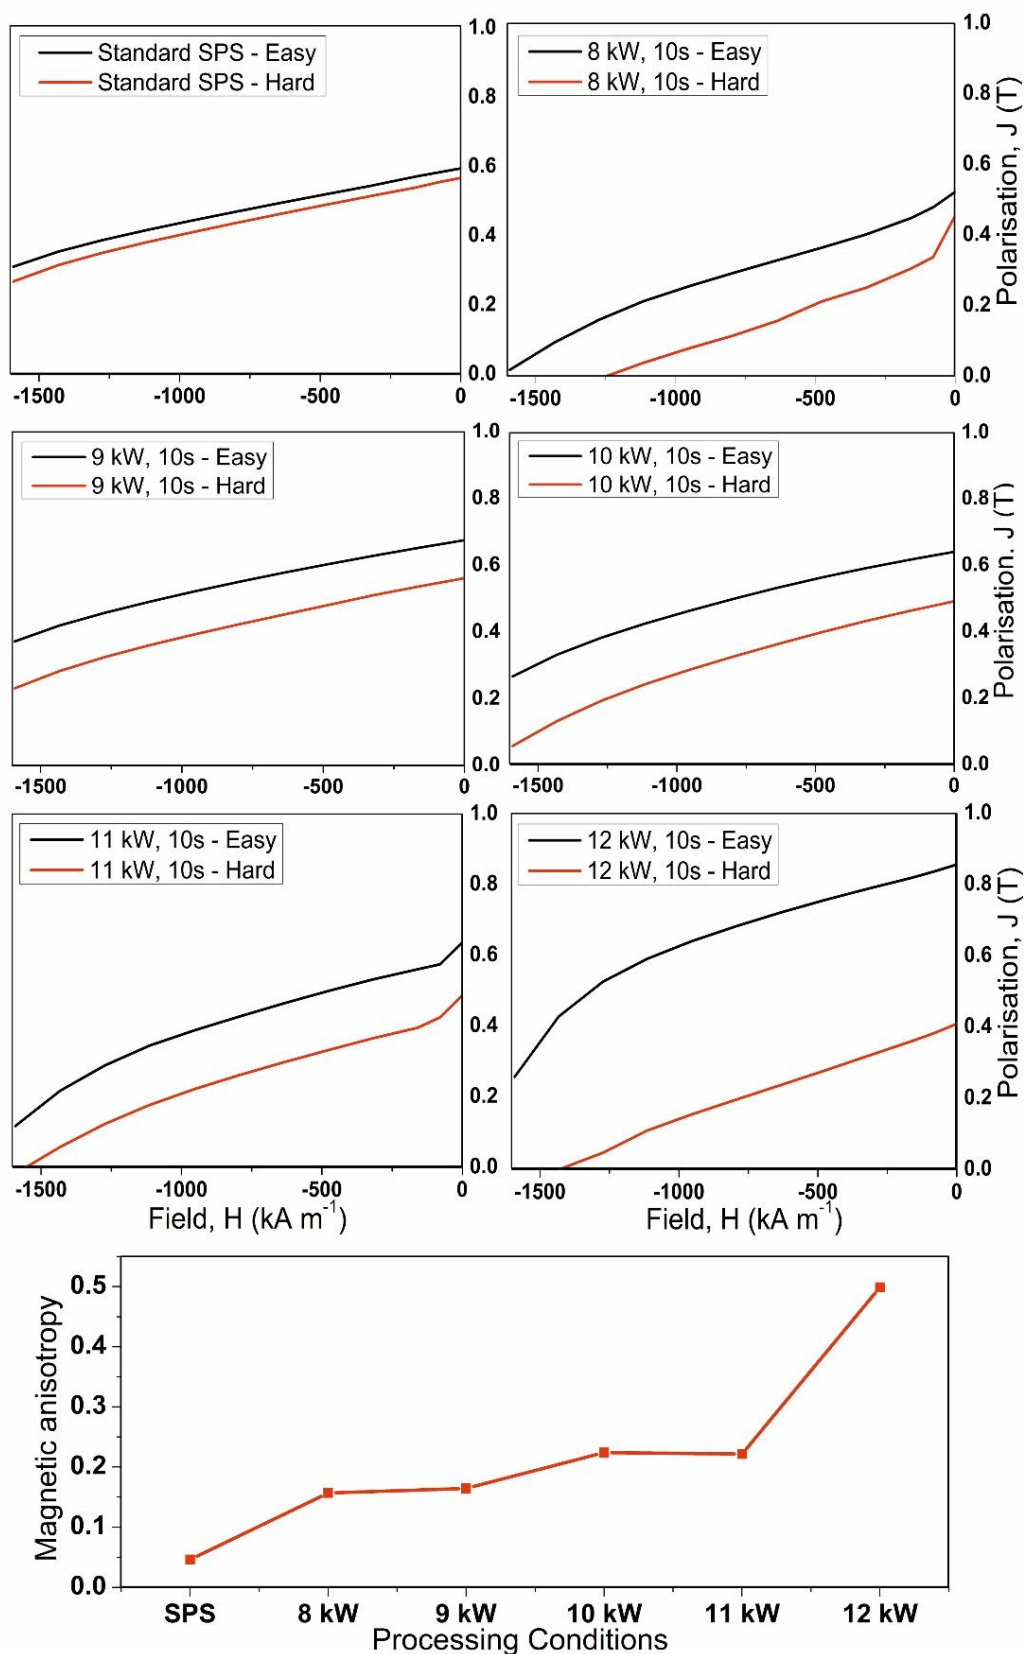 Standard SPS - Easy
Standard SPS - Hard
1.0
0.8
0.6
0.4
0.2
0.0
-1500
-1000
-500
0
8 kW, 10s - Easy
8 kW, 10s - Hard
1.0
0.8
0.6
0.4
0.2
0.0
Polarisation, J (T)
-1500
-1000
-500
0
9 kW, 10s - Easy
9 kW, 10s - Hard
1.0
0.8
0.6
0.4
0.2
0.0
-1500
-1000
-500
0
10 kW, 10s - Easy
10 kW, 10s - Hard
1.0
0.8
0.6
0.4
0.2
0.0
Polarisation. J (T)
-1500
-1000
-500
0
11 kW, 10s - Easy
11 kW, 10s - Hard
1.0
0.8
0.6
0.4
0.2
0.0
-1500
-1000
-500
0
Field, H (kA m⁻¹)
12 kW, 10s - Easy
12 kW, 10s - Hard
1.0
0.8
0.6
0.4
0.2
0.0
Polarisation, J (T)
-1500
-1000
-500
0
Field, H (kA m⁻¹)
Magnetic anisotropy
0.5
0.4
0.3
0.2
0.1
0.0
SPS
8 kW
9 kW
10 kW
11 kW
12 kW
Processing Conditions